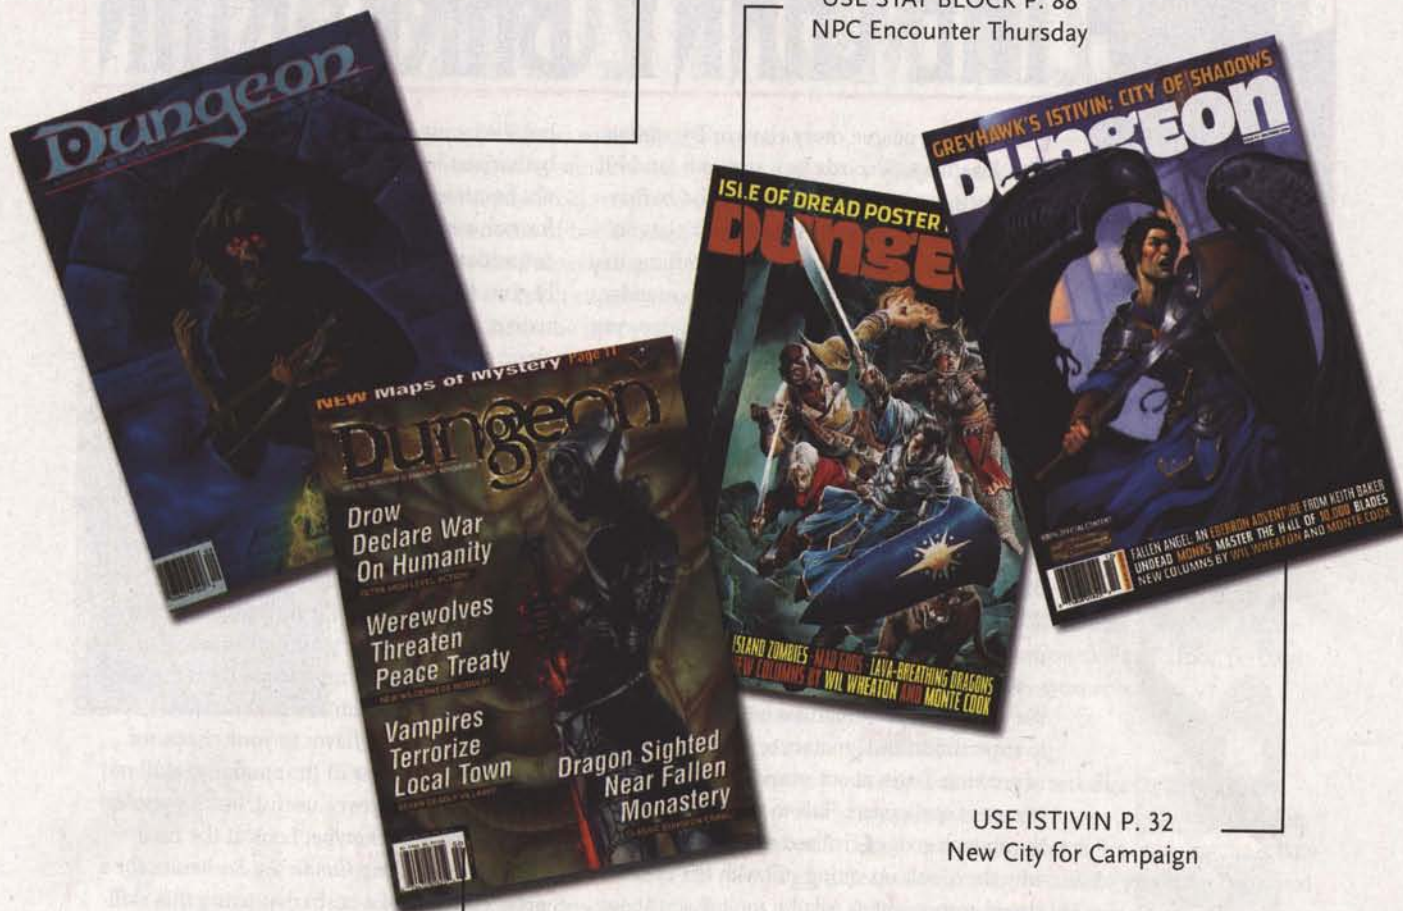 USE STAT BLOCK P. 88
NPC Encounter Thursday
Dungeon
NEW Maps of Mystery Page 11
Dungeon
Drow
Declare War
On Humanity
Werewolves
Threaten
Peace Treaty
Vampires
Terrorize
Local Town
Dragon Sighted
Near Fallen
Monastery
CLASSIC DUNGEON CRAWL
ISLE OF DREAD POSTER
DUNGE
ISLAND ZOMBIES · MAD GODS · LAVA-BREATHING DRAGONS
NEW COLUMNS BY WIL WHEATON AND MONTE COOK
GREYHAWK'S ISTIVIN: CITY OF SHADOWS
DUNGEON
FALLEN ANGEL: AN EBERRON ADVENTURE FROM KEITH BAKER
UNDEAD MONKS MASTER THE HALL OF 10,000 BLADES
NEW COLUMNS BY WIL WHEATON AND MONTE COOK
USE ISTIVIN P. 32
New City for Campaign